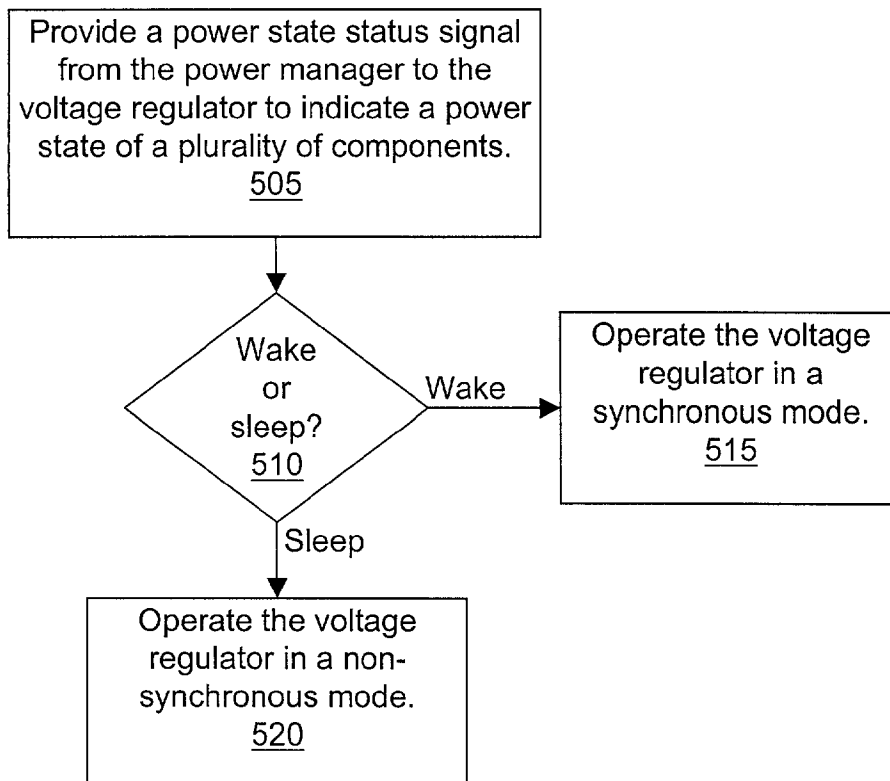 Provide a power state status signal
from the power manager to the
voltage regulator to indicate a power
state of a plurality of components.
505
Wake
or
sleep?
510
Wake
Operate the voltage
regulator in a
synchronous mode.
515
Sleep
Operate the voltage
regulator in a non-
synchronous mode.
520